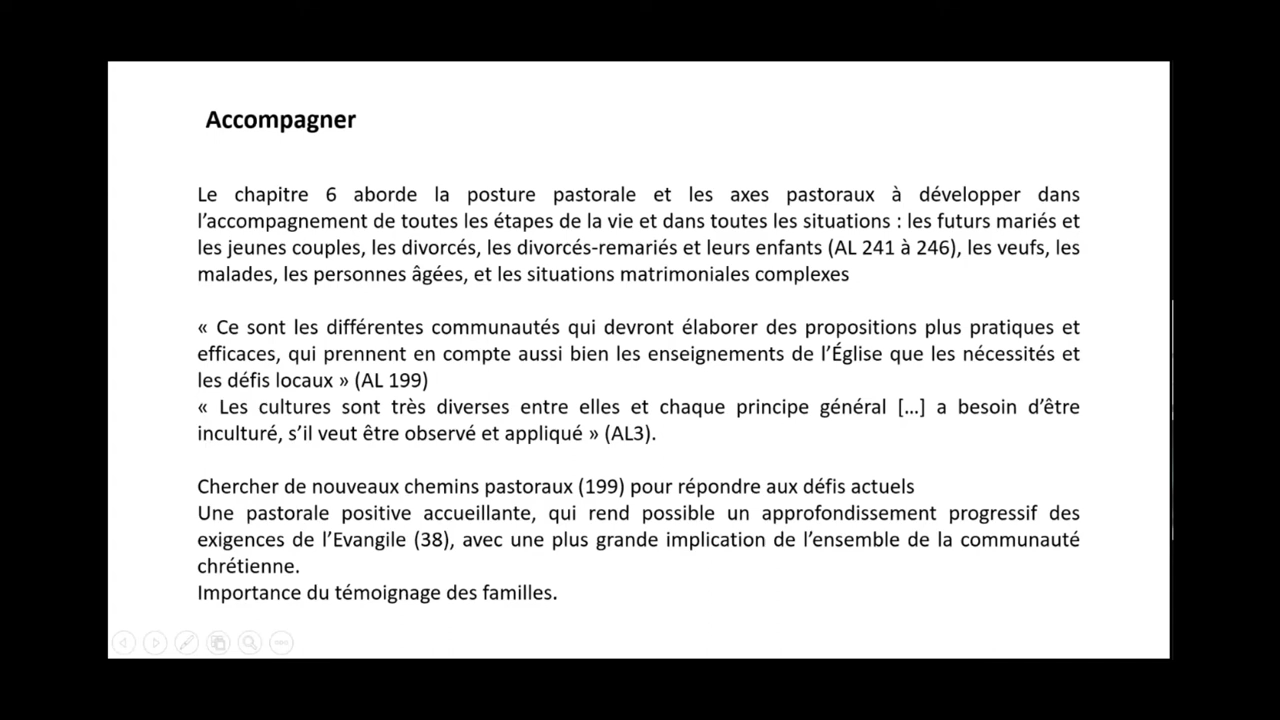 Accompagner
Le chapitre 6 aborde la posture pastorale et les axes pastoraux à développer dans
l’accompagnement de toutes les étapes de la vie et dans toutes les situations : les futurs mariés et
les jeunes couples, les divorcés, les divorcés-remariés et leurs enfants (AL 241 à 246), les veufs, les
malades, les personnes âgées, et les situations matrimoniales complexes
« Ce sont les différentes communautés qui devront élaborer des propositions plus pratiques et
efficaces, qui prennent en compte aussi bien les enseignements de l’Église que les nécessités et
les défis locaux » (AL 199)
« Les cultures sont très diverses entre elles et chaque principe général […] a besoin d’être
inculturé, s’il veut être observé et appliqué » (AL3).
Chercher de nouveaux chemins pastoraux (199) pour répondre aux défis actuels
Une pastorale positive accueillante, qui rend possible un approfondissement progressif des
exigences de l’Evangile (38), avec une plus grande implication de l’ensemble de la communauté
chrétienne.
Importance du témoignage des familles.